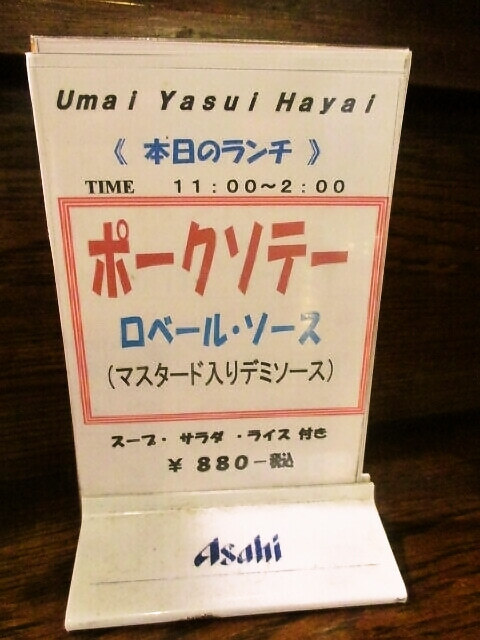 Umai Yasui Hayai
《 本日のランチ 》
TIME 11:00～2:00
ポークソテー
ロベール・ソース
(マスタード入りデミソース)
スープ・ サラダ ・ライス 付き
¥ 880－税込
Asahi